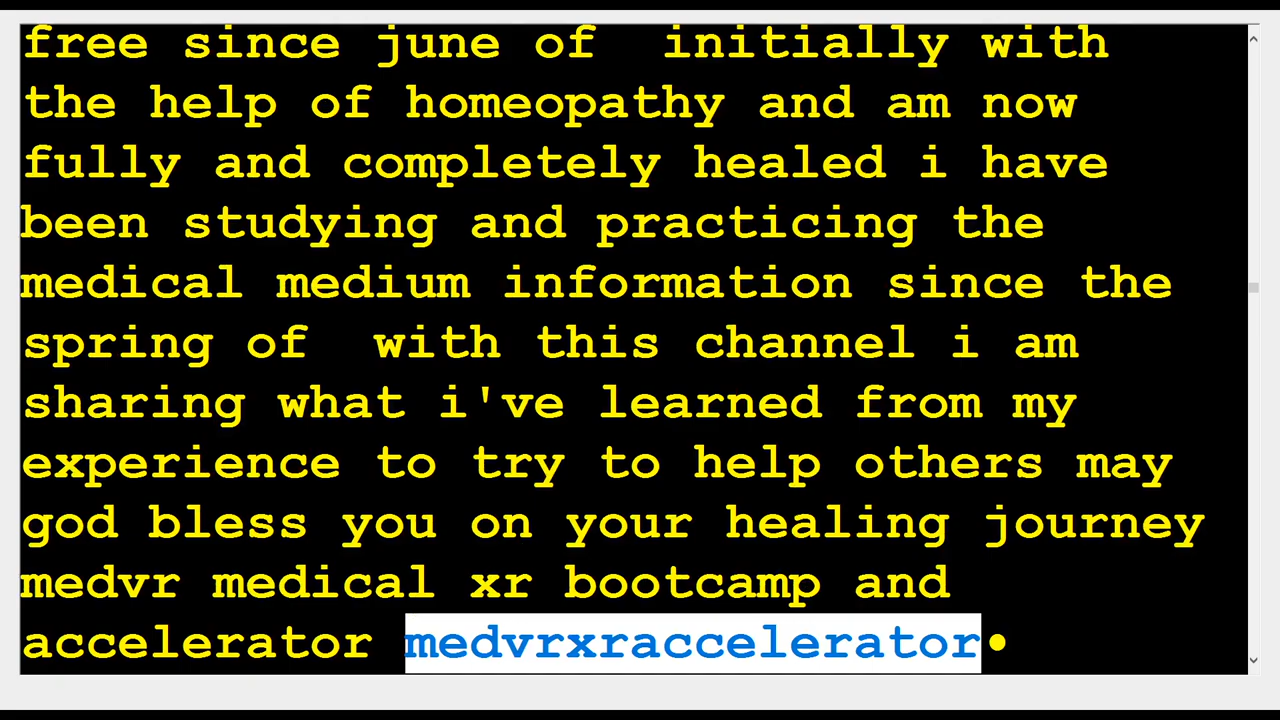 free since june of  initially with
the help of homeopathy and am now
fully and completely healed i have
been studying and practicing the
medical medium information since the
spring of  with this channel i am
sharing what i've learned from my
experience to try to help others may
god bless you on your healing journey
medvr medical xr bootcamp and
accelerator medvrxraccelerator•